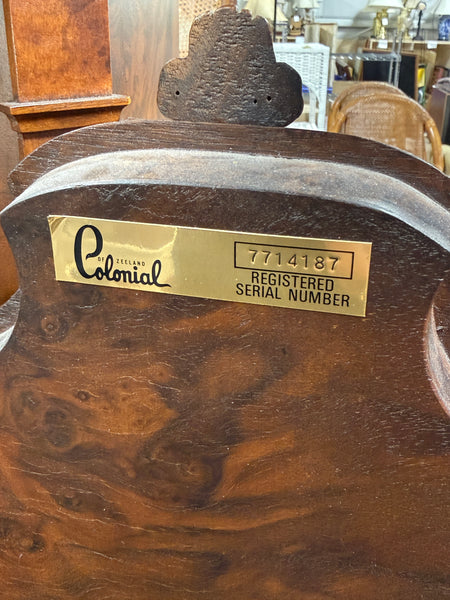 Colonial
OF ZEELAND
7714187
REGISTERED
SERIAL NUMBER